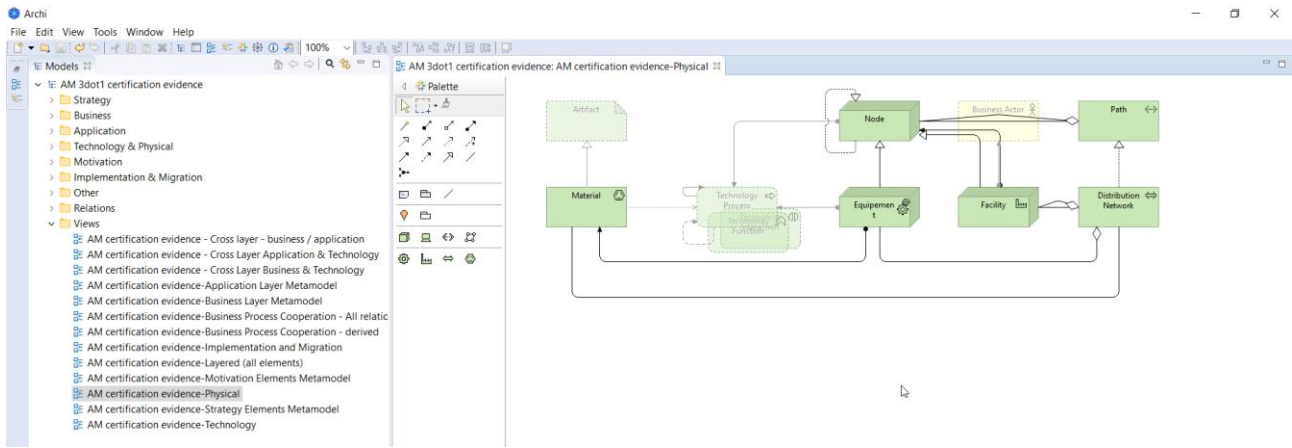 Archi
File Edit View Tools Window Help
100%
Models
AM 3dot1 certification evidence: AM certification evidence-Physical
AM 3dot1 certification evidence
Strategy
Business
Application
Technology & Physical
Motivation
Implementation & Migration
Other
Relations
Views
AM certification evidence - Cross layer - business / application
AM certification evidence - Cross Layer Application & Technology
AM certification evidence - Cross Layer Business & Technology
AM certification evidence-Application Layer Metamodel
AM certification evidence-Business Layer Metamodel
AM certification evidence-Business Process Cooperation - All relatic
AM certification evidence-Business Process Cooperation - derived
AM certification evidence-Implementation and Migration
AM certification evidence-Layered (all elements)
AM certification evidence-Motivation Elements Metamodel
AM certification evidence-Physical
AM certification evidence-Strategy Elements Metamodel
AM certification evidence-Technology
Palette
Artifact
Node
Business Actor
Path
Material
Technology
Process
Technology
Function
Equipemen
t
Facility
Distribution
Network